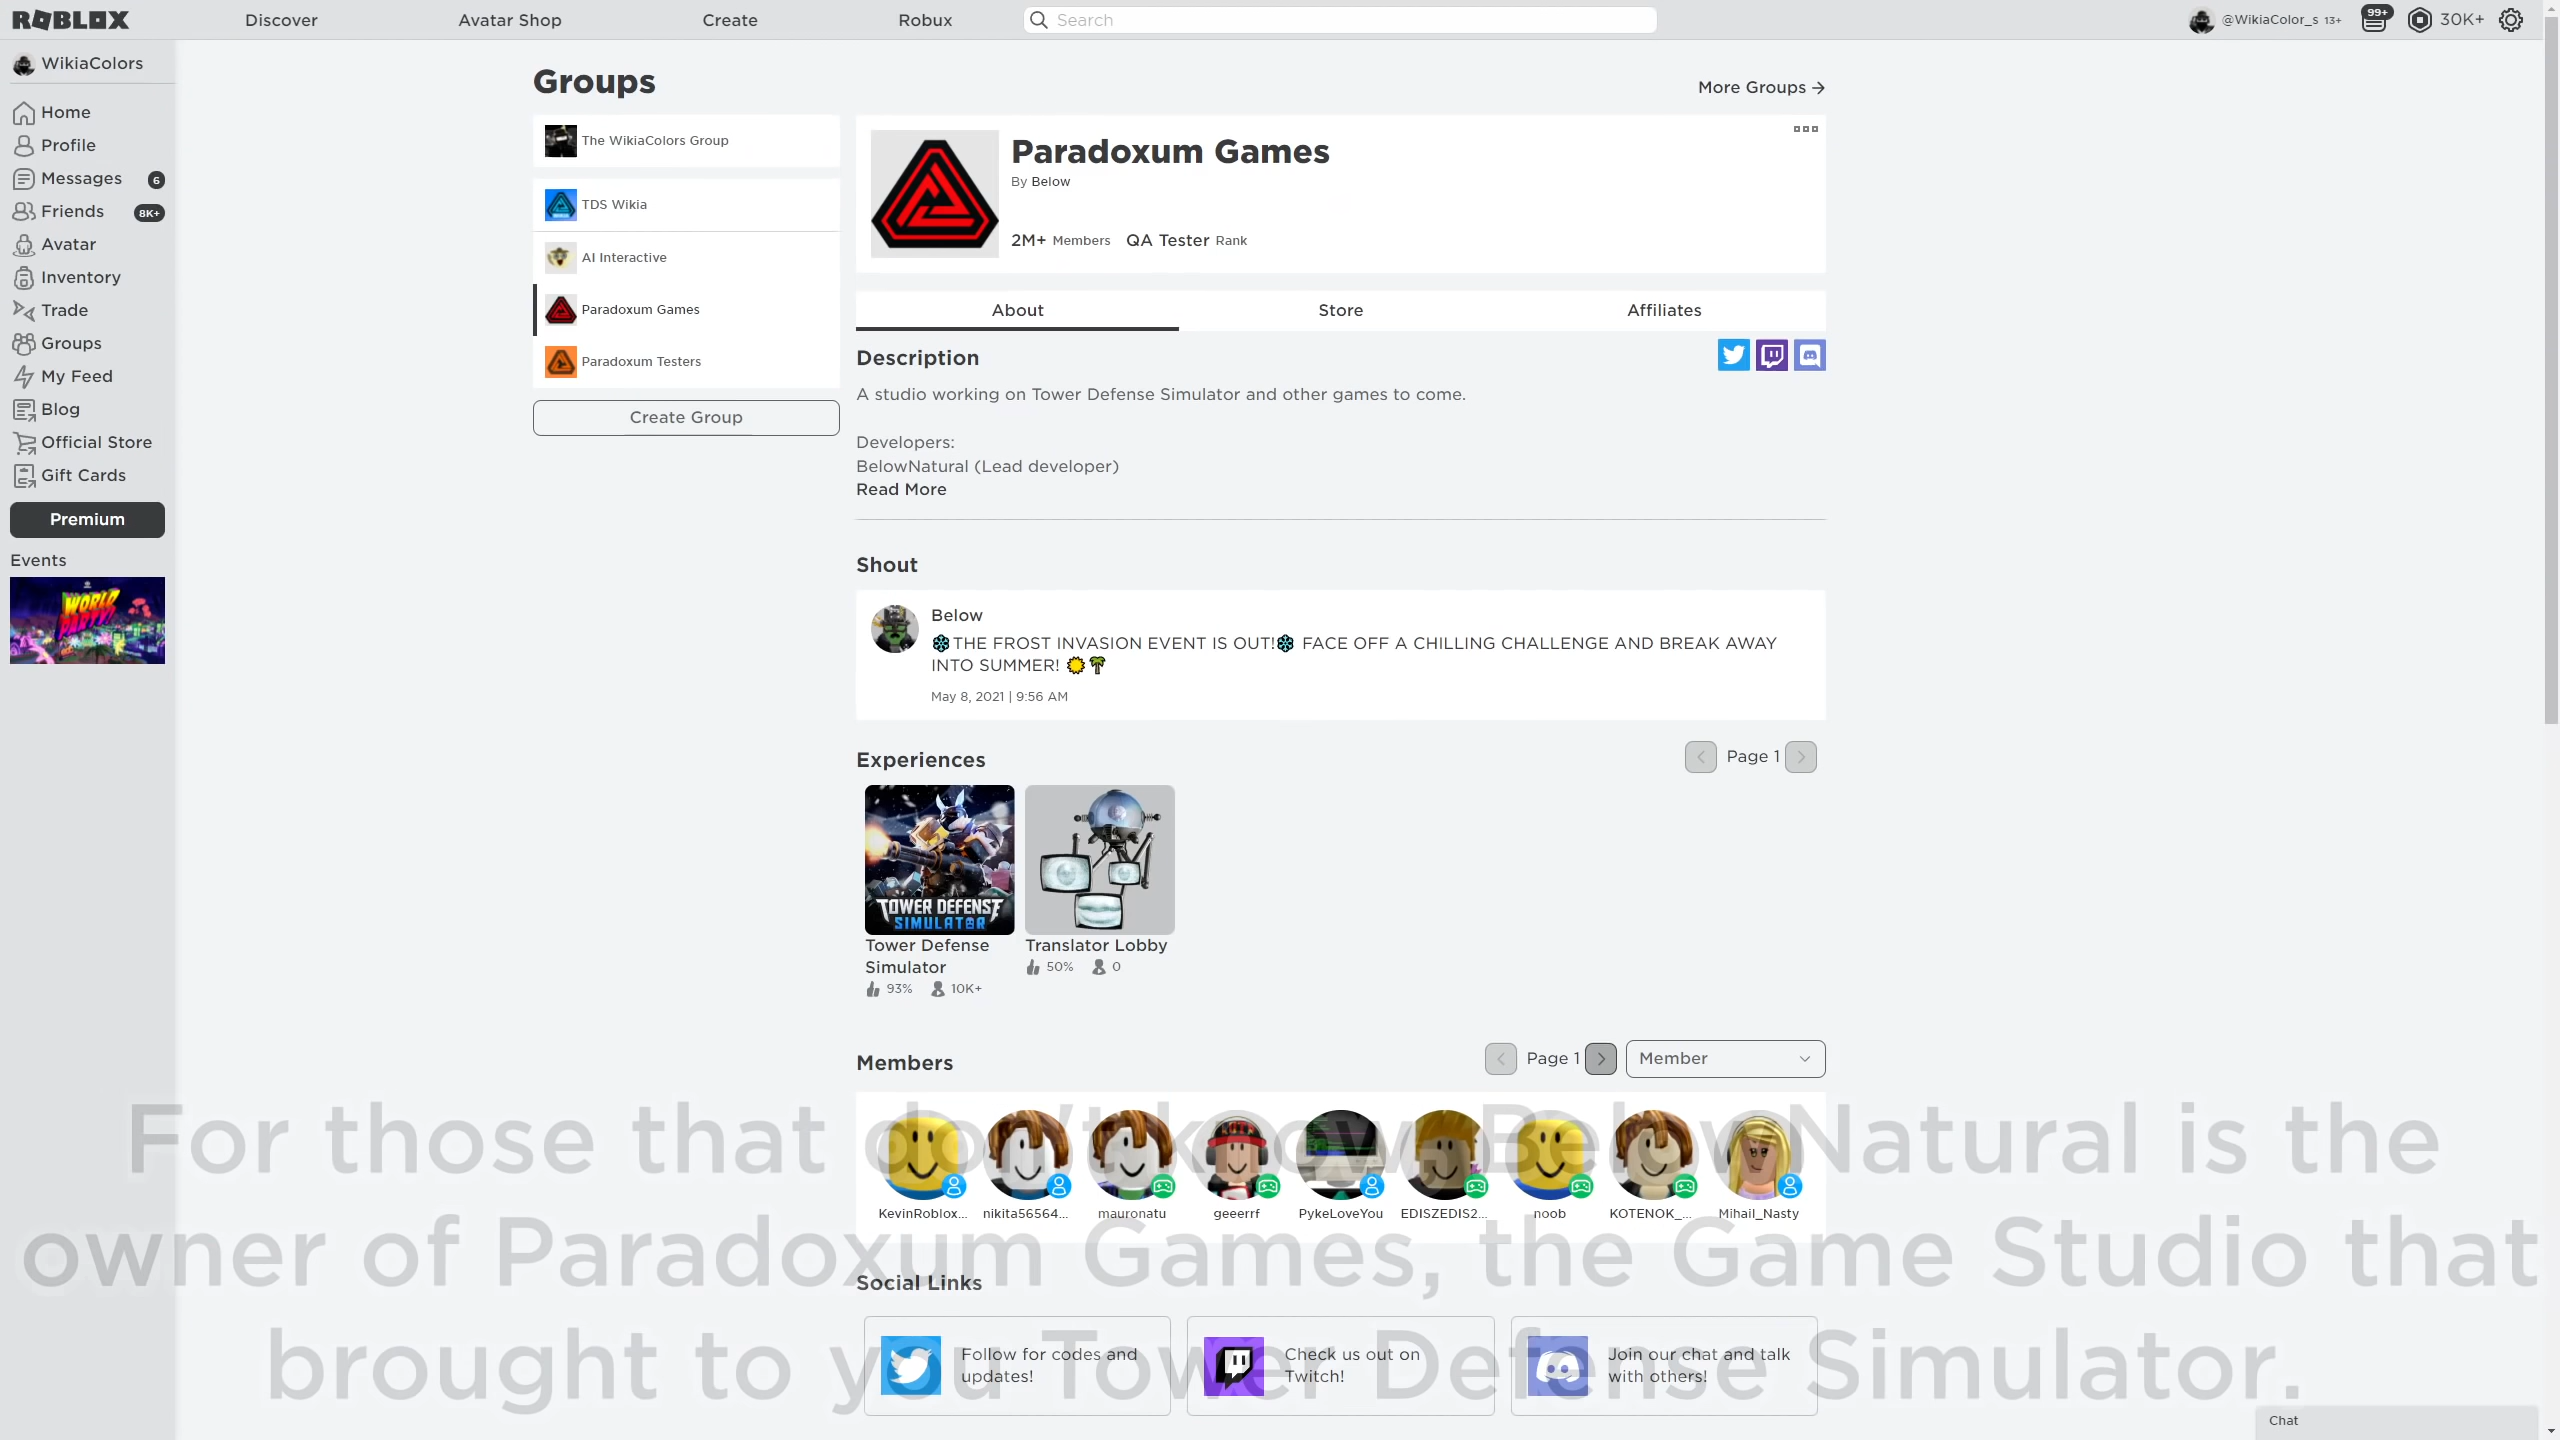 ROBLOX
Discover
Avatar Shop
Create
Robux
Search
@WikiaColor_s 13+
99+
30K+
WikiaColors
Home
Profile
Messages 6
Friends 8K+
Avatar
Inventory
Trade
Groups
My Feed
Blog
Official Store
Gift Cards
Premium
Events
WORLD
PARTY!
Groups
More Groups →
The WikiaColors Group
TDS Wikia
AI Interactive
Paradoxum Games
Paradoxum Testers
Create Group
Paradoxum Games
By Below
2M+ Members QA Tester Rank
About
Store
Affiliates
Description
A studio working on Tower Defense Simulator and other games to come.
Developers:
BelowNatural (Lead developer)
Read More
Shout
Below
❄THE FROST INVASION EVENT IS OUT!❄ FACE OFF A CHILLING CHALLENGE AND BREAK AWAY
INTO SUMMER! ☀🌴
May 8, 2021 | 9:56 AM
Experiences
Page 1
TOWER DEFENSE
SIMULATOR
Tower Defense
Simulator
93% 10K+
Translator Lobby
50% 0
Members
Page 1
Member
KevinRoblox...
nikita56564...
mauronatu
geeerrf
PykeLoveYou
EDISZEDIS2...
noob
KOTENOK_...
Mihail_Nasty
Social Links
Follow for codes and
updates!
Check us out on
Twitch!
Join our chat and talk
with others!
Chat
For those that don't know, BelowNatural is the
owner of Paradoxum Games, the Game Studio that
brought to you Tower Defense Simulator.